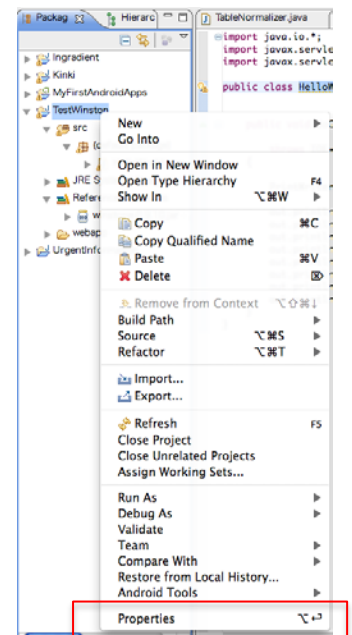 Packag Hierarc TableNormalizer.java
import java.io.*;
import javax.servle
import javax.servle
public class HelloW
Ingredient
Kinki
MyFirstAndroidApps
TestWinston
src
JRE S
Refere
w
webap
UrgentInfo
New
Go Into
Open in New Window
Open Type Hierarchy F4
Show In ⌥⌘W
Copy ⌘C
Copy Qualified Name
Paste ⌘V
Delete ⌦
Remove from Context ⌥⇧⌘↓
Build Path
Source ⌥⌘S
Refactor ⌥⌘T
Import...
Export...
Refresh F5
Close Project
Close Unrelated Projects
Assign Working Sets...
Run As
Debug As
Validate
Team
Compare With
Restore from Local History...
Android Tools
Properties ⌥↩